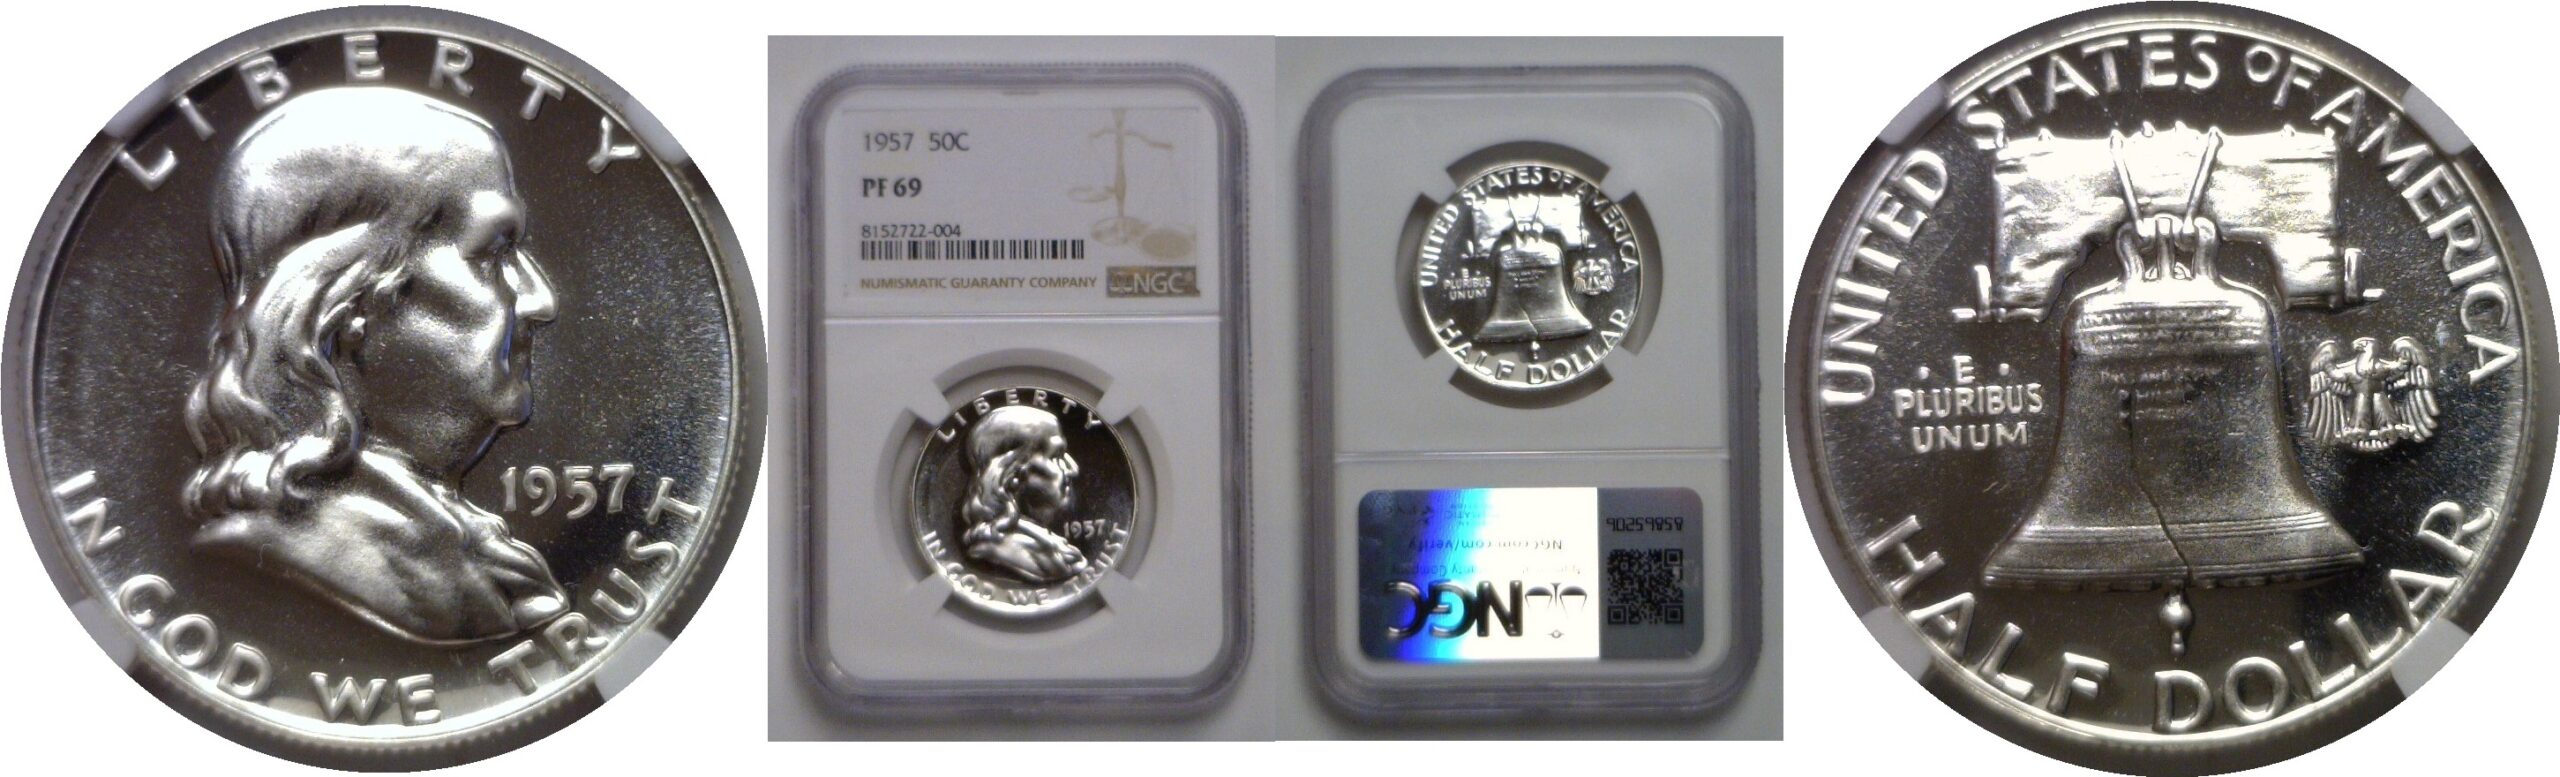 LIBERTY
1957
IN GOD WE TRUST
1957 50C
PF 69
8152722-004
NUMISMATIC GUARANTY COMPANY NGC
LIBERTY
1957
IN GOD WE TRUST
UNITED STATES OF AMERICA
E
PLURIBUS
UNUM
HALF DOLLAR
85865206
NGCcoin.com/verify
NGC
UNITED STATES OF AMERICA
· E ·
PLURIBUS
UNUM
HALF DOLLAR